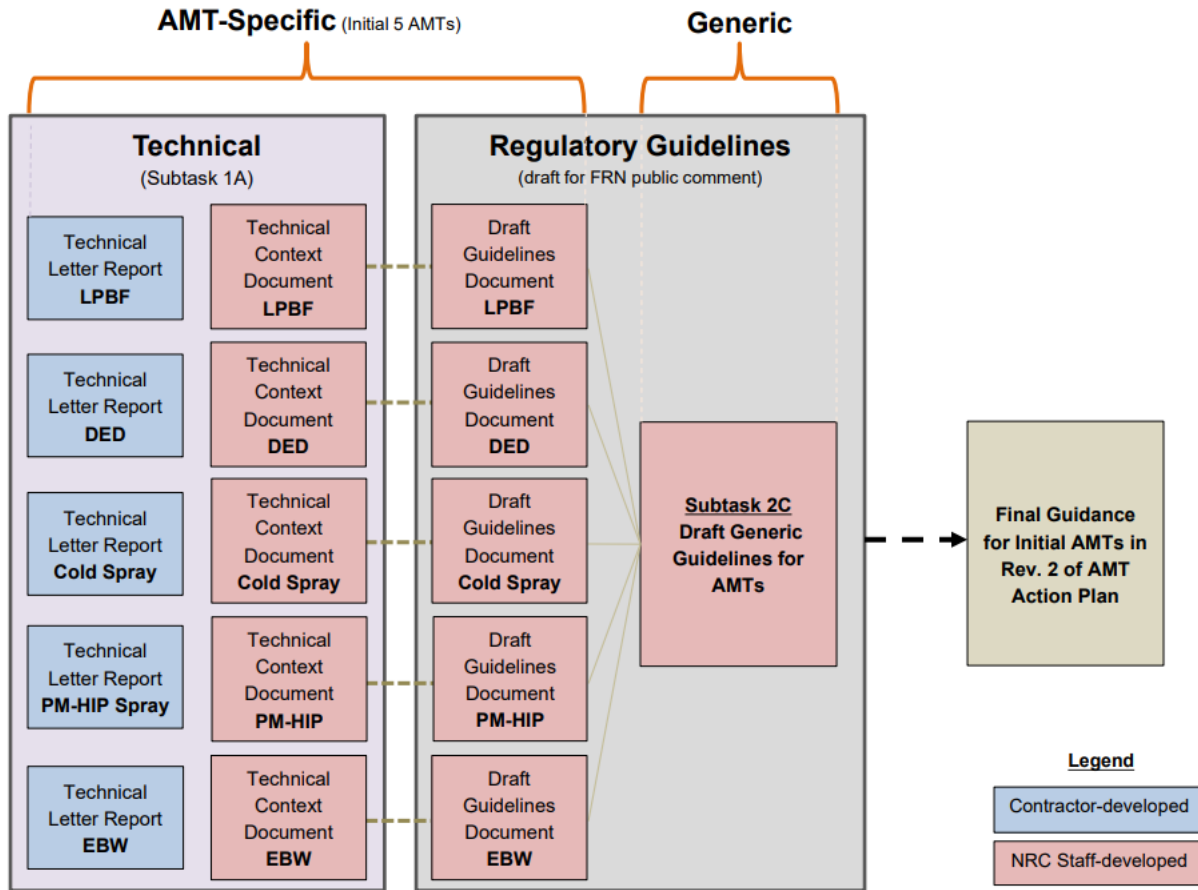 AMT-Specific (Initial 5 AMTs)
Generic
Technical
(Subtask 1A)
Regulatory Guidelines
(draft for FRN public comment)
Technical
Letter Report
LPBF
Technical
Context
Document
LPBF
Draft
Guidelines
Document
LPBF
Technical
Letter Report
DED
Technical
Context
Document
DED
Draft
Guidelines
Document
DED
Technical
Letter Report
Cold Spray
Technical
Context
Document
Cold Spray
Draft
Guidelines
Document
Cold Spray
Technical
Letter Report
PM-HIP Spray
Technical
Context
Document
PM-HIP
Draft
Guidelines
Document
PM-HIP
Technical
Letter Report
EBW
Technical
Context
Document
EBW
Draft
Guidelines
Document
EBW
Subtask 2C
Draft Generic
Guidelines for
AMTs
Final Guidance
for Initial AMTs in
Rev. 2 of AMT
Action Plan
Legend
Contractor-developed
NRC Staff-developed